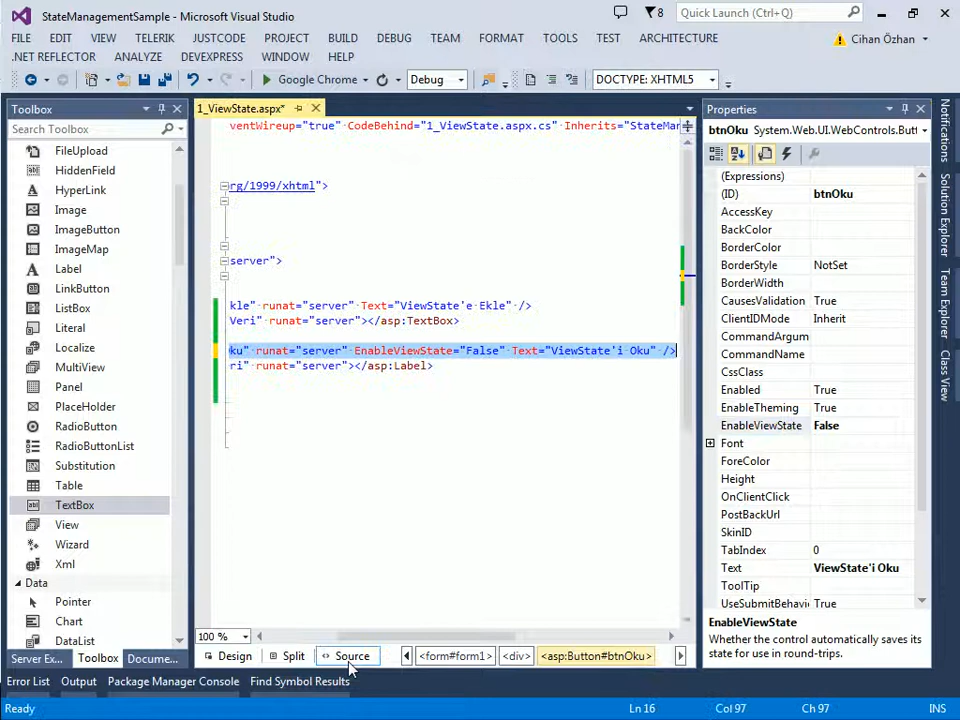 StateManagementSample - Microsoft Visual Studio
8
Quick Launch (Ctrl+Q)
FILE EDIT VIEW TELERIK JUSTCODE PROJECT BUILD DEBUG TEAM FORMAT TOOLS TEST ARCHITECTURE
Cihan Özhan
.NET REFLECTOR ANALYZE DEVEXPRESS WINDOW HELP
Google Chrome Debug DOCTYPE: XHTML5
Toolbox
Search Toolbox
FileUpload
HiddenField
HyperLink
Image
ImageButton
ImageMap
Label
LinkButton
ListBox
Literal
Localize
MultiView
Panel
PlaceHolder
RadioButton
RadioButtonList
Substitution
Table
TextBox
View
Wizard
Xml
Data
Pointer
Chart
DataList
Server Ex... Toolbox Docume...
1_ViewState.aspx*
ventWireup="true" CodeBehind="1_ViewState.aspx.cs" Inherits="StateMan
rg/1999/xhtml">
server">
kle" runat="server" Text="ViewState'e Ekle" />
Veri" runat="server"></asp:TextBox>
ku" runat="server" EnableViewState="False" Text="ViewState'i Oku" />
ri" runat="server"></asp:Label>
100 %
Design Split Source <form#form1> <div> <asp:Button#btnOku>
Properties
btnOku System.Web.UI.WebControls.Butt
(Expressions)
(ID) btnOku
AccessKey
BackColor
BorderColor
BorderStyle NotSet
BorderWidth
CausesValidation True
ClientIDMode Inherit
CommandArgum
CommandName
CssClass
Enabled True
EnableTheming True
EnableViewState False
Font
ForeColor
Height
OnClientClick
PostBackUrl
SkinID
TabIndex 0
Text ViewState'i Oku
ToolTip
UseSubmitBehavio True
EnableViewState
Whether the control automatically saves its
state for use in round-trips.
Notifications
Solution Explorer
Team Explorer
Class View
Error List Output Package Manager Console Find Symbol Results
Ln 16 Col 97 Ch 97 INS